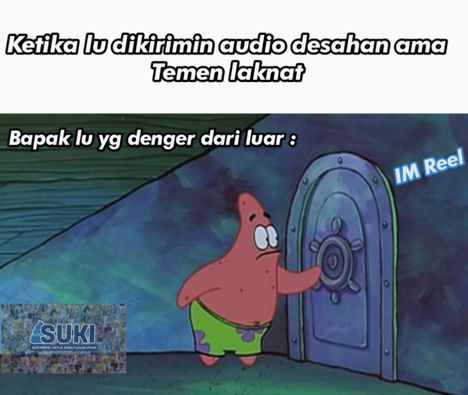 Ketika lu dikirimin audio desahan ama
Temen laknat
Bapak lu yg denger dari luar :
IM Reel
SUKI